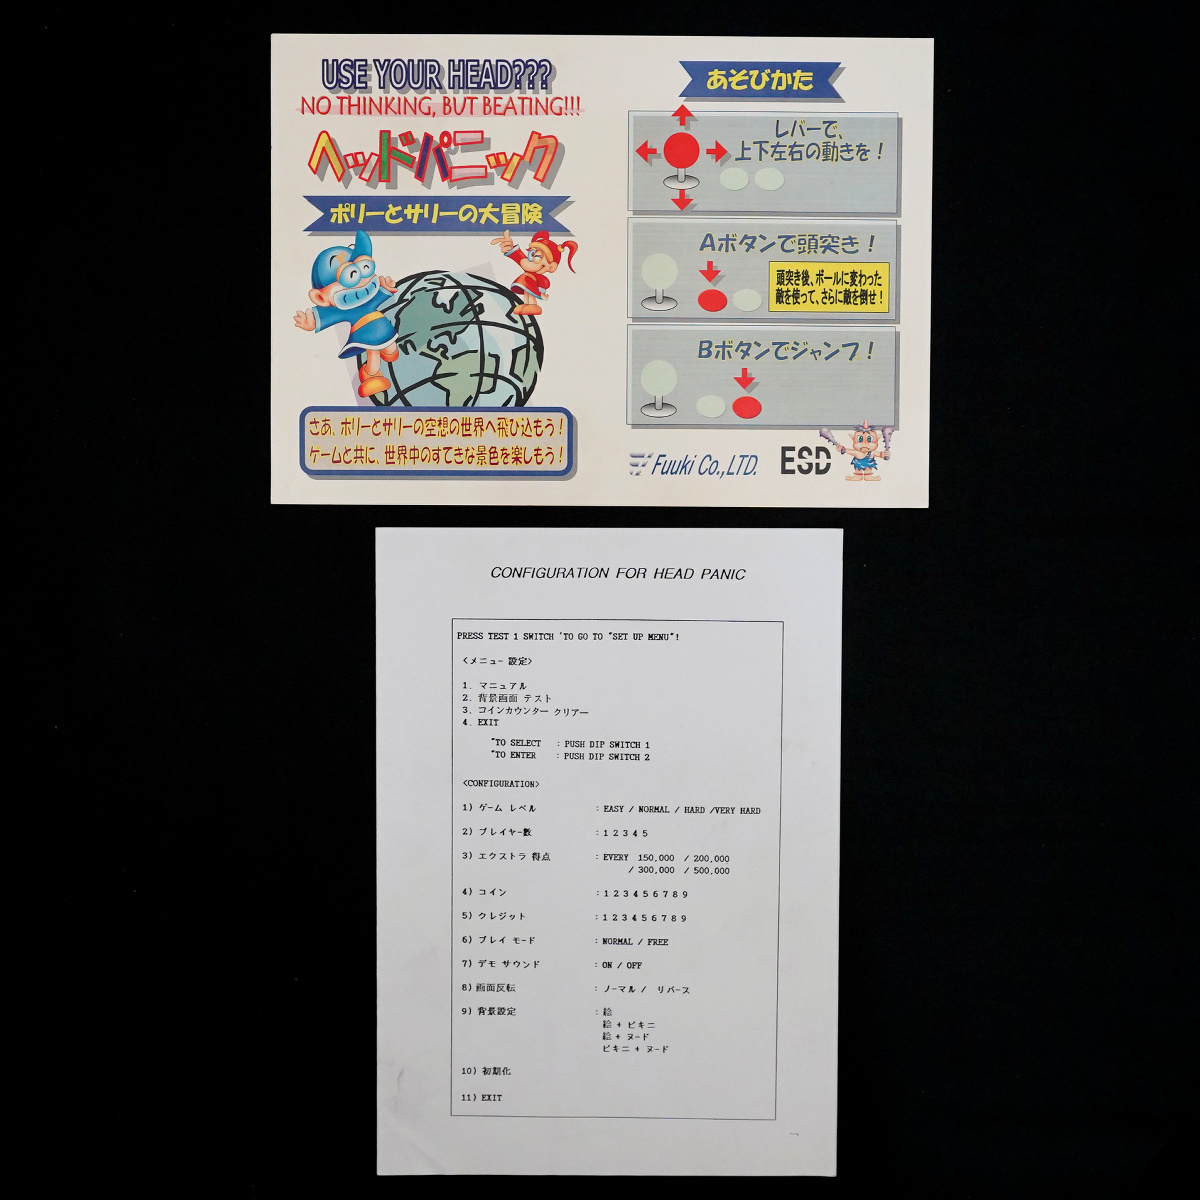 USE YOUR HEAD???
NO THINKING, BUT BEATING!!!
ヘッドパニック
ポリーとサリーの大冒険
さあ、ポリーとサリーの空想の世界へ飛び込もう!
ゲームと共に、世界中のすてきな景色を楽しもう!
あそびかた
レバーで、
上下左右の動きを!
Aボタンで頭突き!
頭突き後、ボールに変わった
敵を使って、さらに敵を倒せ!
Bボタンでジャンプ!
Fuuki Co.,LTD.
ESD
CONFIGURATION FOR HEAD PANIC
PRESS TEST 1 SWITCH 'TO GO TO "SET UP MENU"!
<メニュー 設定>
1. マニュアル
2. 背景画面 テスト
3. コインカウンター クリアー
4. EXIT
"TO SELECT : PUSH DIP SWITCH 1
"TO ENTER : PUSH DIP SWITCH 2
<CONFIGURATION>
1) ゲーム レベル : EASY / NORMAL / HARD /VERY HARD
2) プレイヤー数 : 1 2 3 4 5
3) エクストラ 得点 : EVERY 150,000 / 200,000
/ 300,000 / 500,000
4) コイン : 1 2 3 4 5 6 7 8 9
5) クレジット : 1 2 3 4 5 6 7 8 9
6) プレイ モード : NORMAL / FREE
7) デモ サウンド : ON / OFF
8) 画面反転 : ノーマル / リバース
9) 背景設定 : 絵
絵 + ビキニ
絵 + ヌード
ビキニ + ヌード
10) 初期化
11) EXIT